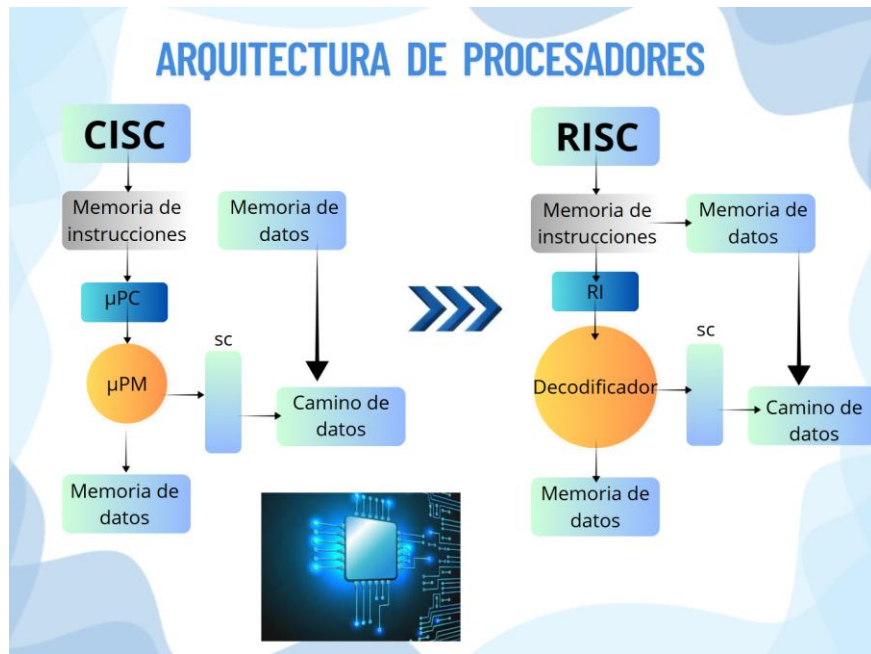 ARQUITECTURA DE PROCESADORES
CISC
Memoria de
instrucciones
Memoria de
datos
µPC
sc
µPM
Camino de
datos
Memoria de
datos
RISC
Memoria de
instrucciones
Memoria de
datos
RI
sc
Decodificador
Camino de
datos
Memoria de
datos